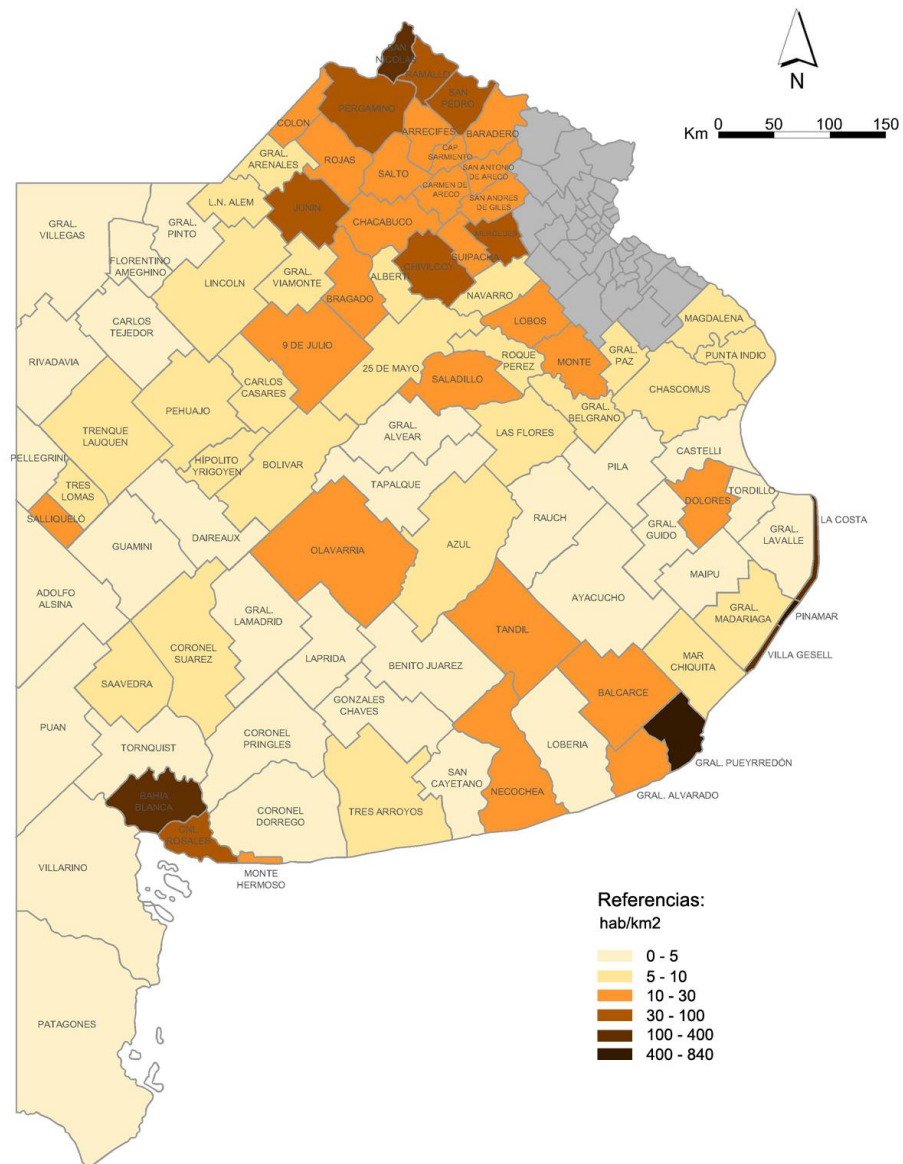 SAN
NICOLAS
RAMALLO
SAN
PEDRO
PERGAMINO
N
Km 0 50 100 150
COLON
ARRECIFES
BARADERO
GRAL.
ARENALES
ROJAS
CAP.
SARMIENTO
SALTO
SAN ANTONIO
DE ARECO
CARMEN DE
ARECO
L.N. ALEM
JUNIN
SAN ANDRES
DE GILES
GRAL.
VILLEGAS
GRAL.
PINTO
CHACABUCO
MERCEDES
FLORENTINO
AMEGHINO
SUIPACHA
CHIVILCOY
LINCOLN
GRAL.
VIAMONTE
ALBERTI
BRAGADO
NAVARRO
CARLOS
TEJEDOR
LOBOS
MAGDALENA
RIVADAVIA
9 DE JULIO
GRAL.
PAZ
PUNTA INDIO
ROQUE
PEREZ
MONTE
25 DE MAYO
SALADILLO
CARLOS
CASARES
CHASCOMUS
PEHUAJO
GRAL.
BELGRANO
TRENQUE
LAUQUEN
GRAL.
ALVEAR
LAS FLORES
PELLEGRINI
HIPOLITO
YRIGOYEN
BOLIVAR
PILA
CASTELLI
TRES
LOMAS
TAPALQUE
DOLORES
TORDILLO
SALLIQUELÓ
RAUCH
LA COSTA
GRAL.
GUIDO
GRAL.
LAVALLE
GUAMINI
DAIREAUX
OLAVARRIA
AZUL
MAIPU
ADOLFO
ALSINA
AYACUCHO
GRAL.
LAMADRID
GRAL.
MADARIAGA
PINAMAR
TANDIL
CORONEL
SUAREZ
LAPRIDA
BENITO JUAREZ
MAR
CHIQUITA
VILLA GESELL
SAAVEDRA
BALCARCE
GONZALES
CHAVES
PUAN
CORONEL
PRINGLES
TORNQUIST
LOBERIA
GRAL. PUEYRREDÓN
SAN
CAYETANO
NECOCHEA
GRAL. ALVARADO
BAHIA
BLANCA
CORONEL
DORREGO
TRES ARROYOS
CNL.
ROSALES
VILLARINO
MONTE
HERMOSO
PATAGONES
Referencias:
hab/km2
0 - 5
5 - 10
10 - 30
30 - 100
100 - 400
400 - 840